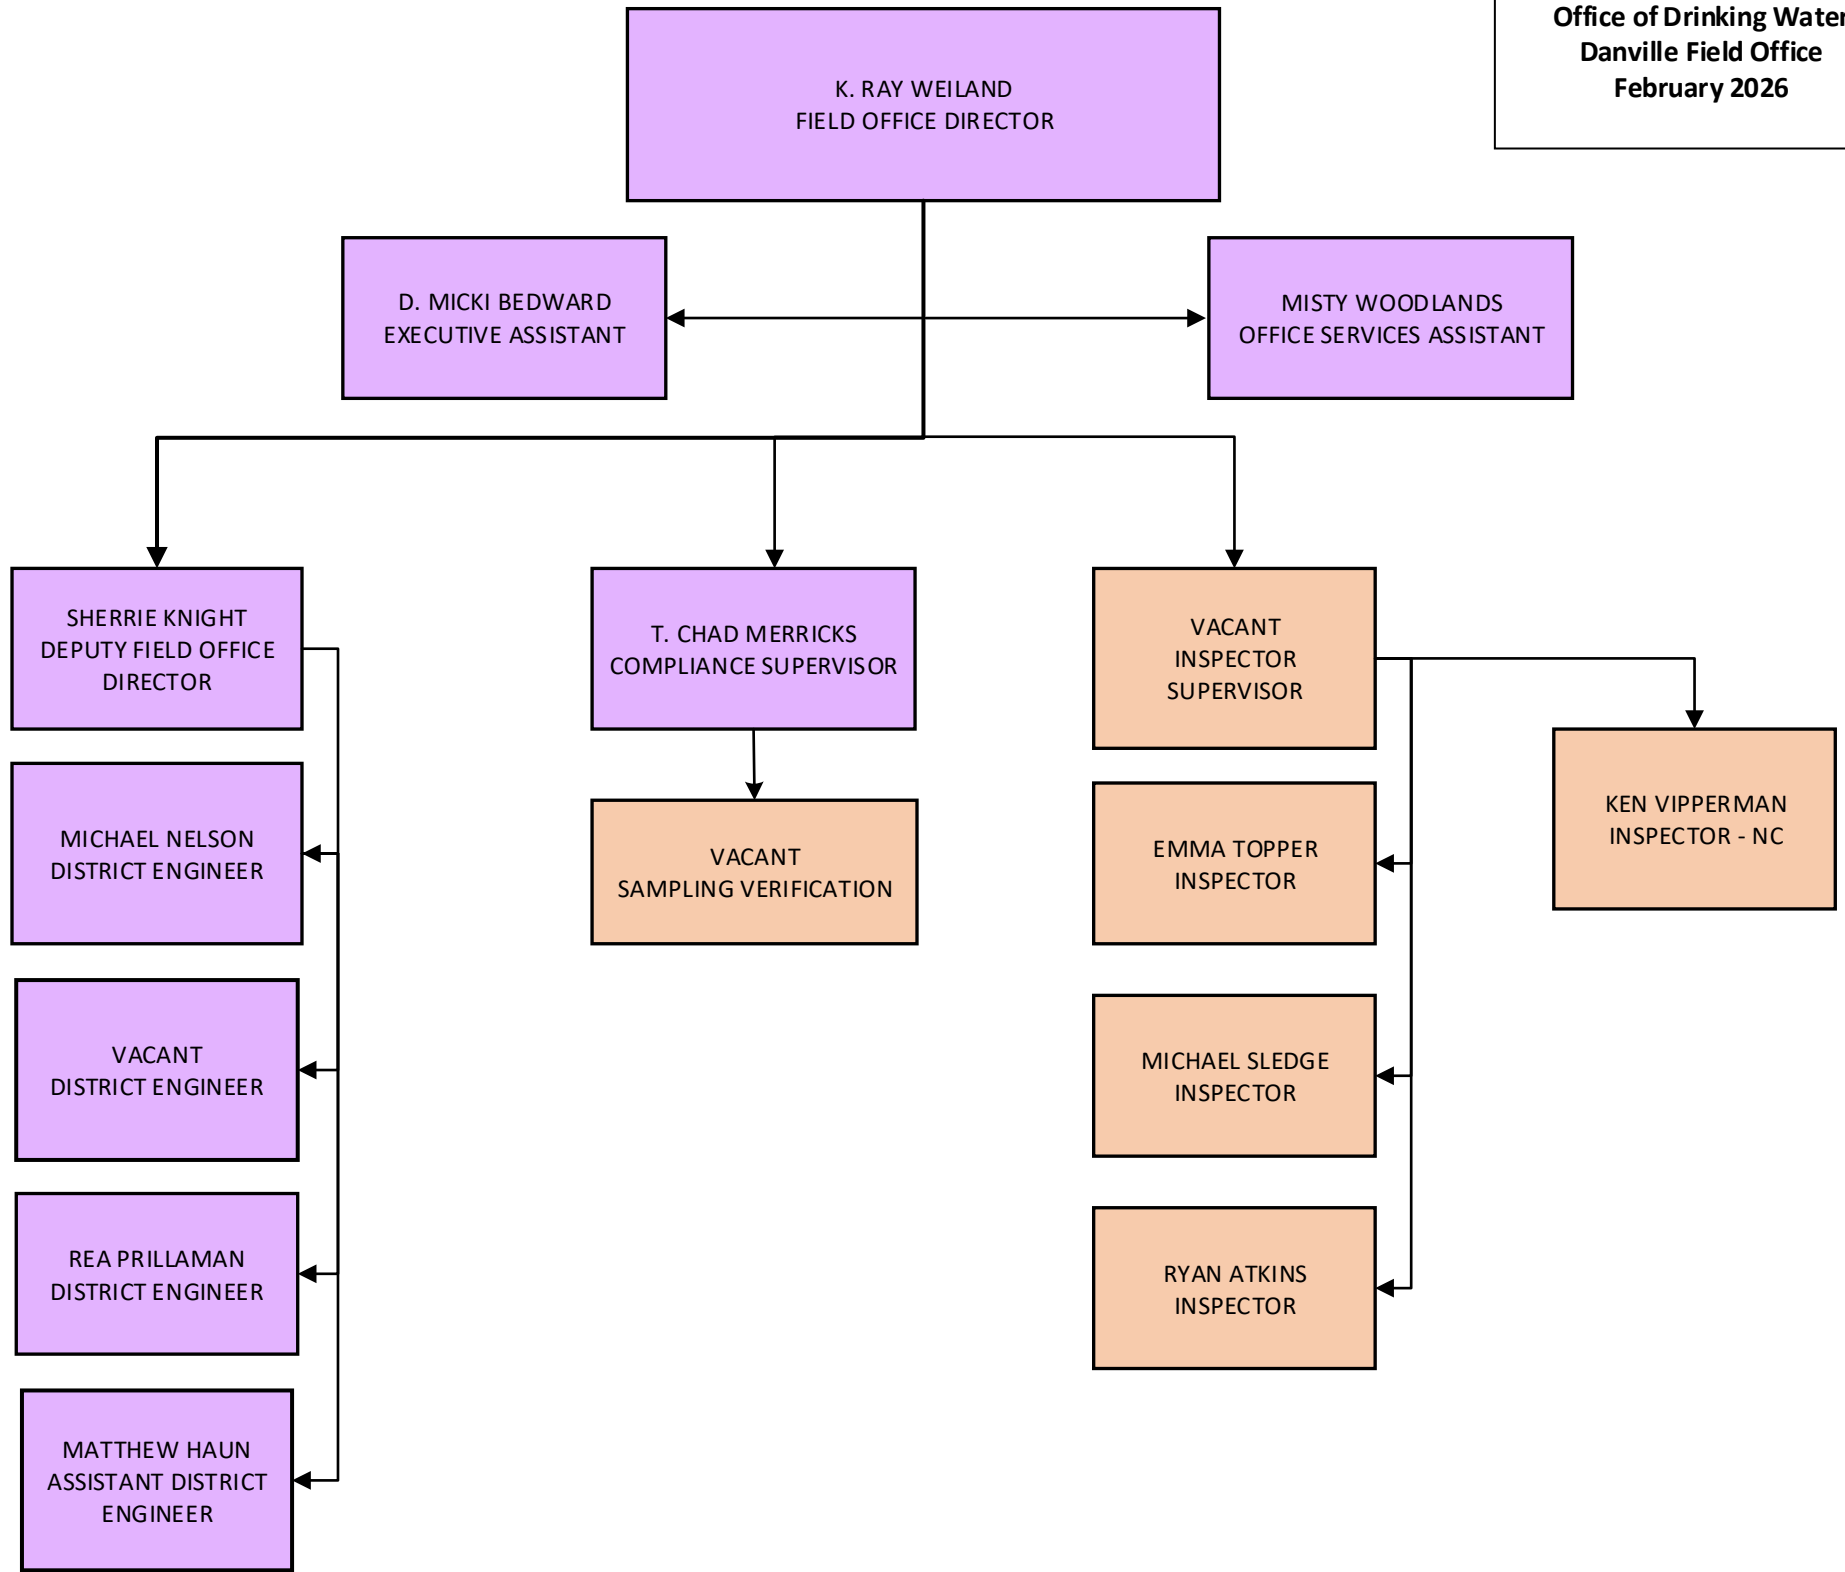 Office of Drinking Water
Danville Field Office
February 2026
K. RAY WEILAND
FIELD OFFICE DIRECTOR
D. MICKI BEDWARD
EXECUTIVE ASSISTANT
MISTY WOODLANDS
OFFICE SERVICES ASSISTANT
SHERRIE KNIGHT
DEPUTY FIELD OFFICE
DIRECTOR
T. CHAD MERRICKS
COMPLIANCE SUPERVISOR
VACANT
INSPECTOR
SUPERVISOR
KEN VIPPERMAN
INSPECTOR - NC
MICHAEL NELSON
DISTRICT ENGINEER
VACANT
SAMPLING VERIFICATION
EMMA TOPPER
INSPECTOR
VACANT
DISTRICT ENGINEER
MICHAEL SLEDGE
INSPECTOR
REA PRILLAMAN
DISTRICT ENGINEER
RYAN ATKINS
INSPECTOR
MATTHEW HAUN
ASSISTANT DISTRICT
ENGINEER